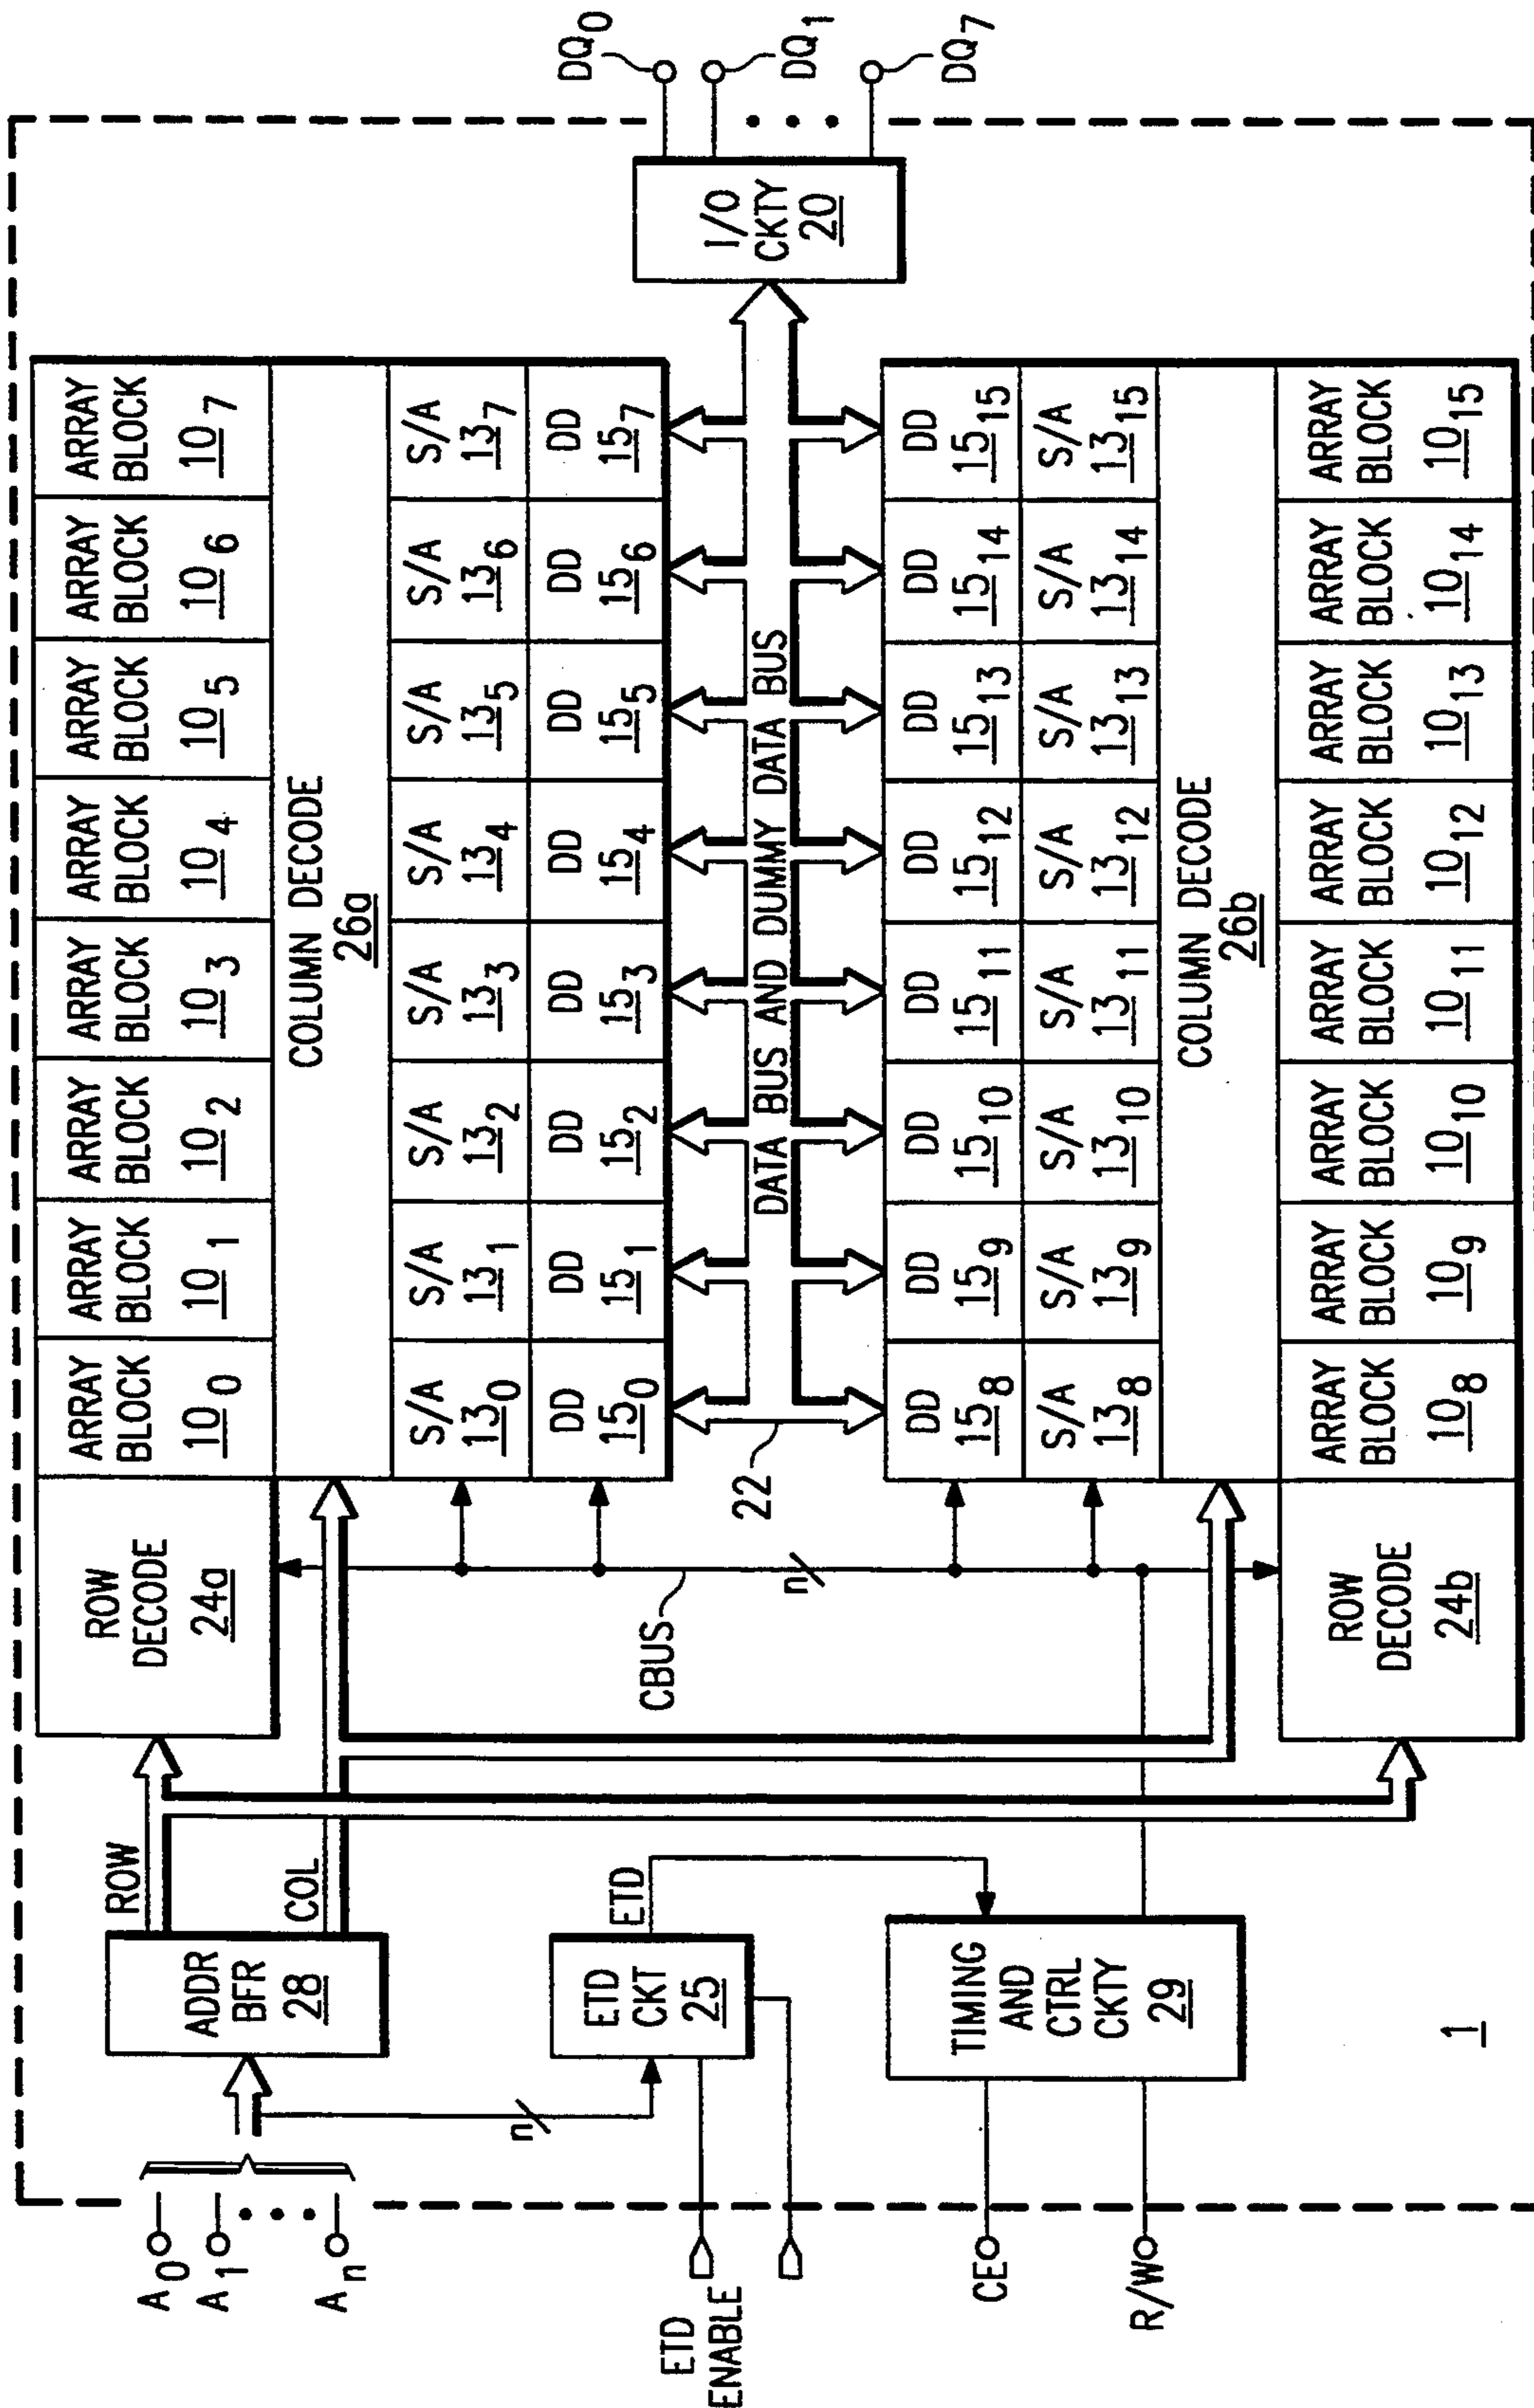 A0
A1
An
ADDR
BFR
28
ROW
COL
ROW
DECODE
24a
ARRAY
BLOCK
10 0
ARRAY
BLOCK
10 1
ARRAY
BLOCK
10 2
ARRAY
BLOCK
10 3
ARRAY
BLOCK
10 4
ARRAY
BLOCK
10 5
ARRAY
BLOCK
10 6
ARRAY
BLOCK
10 7
COLUMN DECODE
26a
S/A
13 0
S/A
13 1
S/A
13 2
S/A
13 3
S/A
13 4
S/A
13 5
S/A
13 6
S/A
13 7
DD
15 0
DD
15 1
DD
15 2
DD
15 3
DD
15 4
DD
15 5
DD
15 6
DD
15 7
n
ETD
ENABLE
ETD
CKT
25
ETD
CBUS
n
22
DATA BUS AND DUMMY DATA BUS
I/O
CKTY
20
DQ0
DQ1
DQ7
CE
R/W
TIMING
AND
CTRL
CKTY
29
DD
15 8
DD
15 9
DD
15 10
DD
15 11
DD
15 12
DD
15 13
DD
15 14
DD
15 15
S/A
13 8
S/A
13 9
S/A
13 10
S/A
13 11
S/A
13 12
S/A
13 13
S/A
13 14
S/A
13 15
COLUMN DECODE
26b
ROW
DECODE
24b
ARRAY
BLOCK
10 8
ARRAY
BLOCK
10 9
ARRAY
BLOCK
10 10
ARRAY
BLOCK
10 11
ARRAY
BLOCK
10 12
ARRAY
BLOCK
10 13
ARRAY
BLOCK
10 14
ARRAY
BLOCK
10 15
1